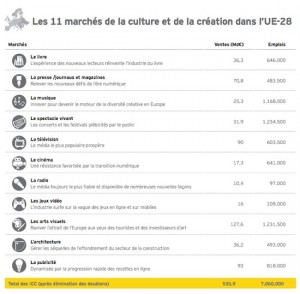 Les 11 marchés de la culture et de la création dans l'UE-28
Marchés Ventes (Md€) Emplois
Le livre 36,3 646.000
L'expérience des nouveaux lecteurs réinvente l'industrie du livre
La presse /journaux et magazines 70,8 483.500
Relever les nouveaux défis de l'ère numérique
La musique 25,3 1.168.000
Innover pour devenir le moteur de la diversité créative en Europe
Le spectacle vivant 31,9 1.234.500
Les concerts et les festivals plébiscités par le public
La télévision 90 603.500
Le média le plus populaire prospère
Le cinéma 17,3 641.000
Une résistance favorisée par la transition numérique
La radio 10,4 97.000
Le média toujours le plus fiable et disponible de nombreuses nouvelles façons
Les jeux vidéo 16 108.000
L'industrie surfe sur la vague des jeux en ligne et sur mobiles
Les arts visuels 127,6 1.231.500
Raviver l'attrait de l'Europe aux yeux des touristes et des investisseurs d'art
L'architecture 36,2 493.000
Gérer les séquelles de l'effondrement du secteur de la construction
La publicité 93 818.000
Dynamisée par la progression rapide des recettes en ligne
Total des ICC (après élimination des doublons) 535,9 7.060.000